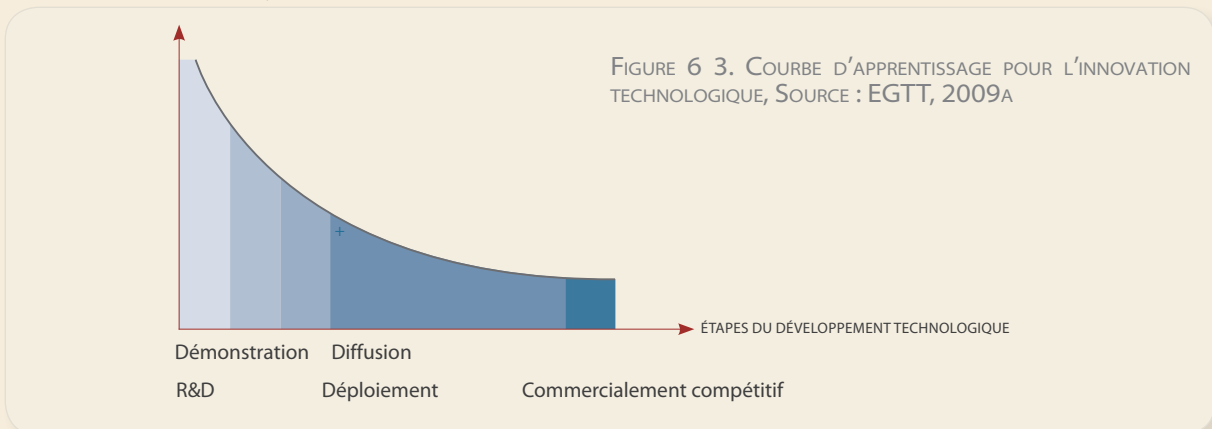 Figure 6 3. Courbe d'apprentissage pour l'innovation
technologique, Source : EGTT, 2009a
ÉTAPES DU DÉVELOPPEMENT TECHNOLOGIQUE
Démonstration Diffusion
R&D Déploiement Commercialement compétitif